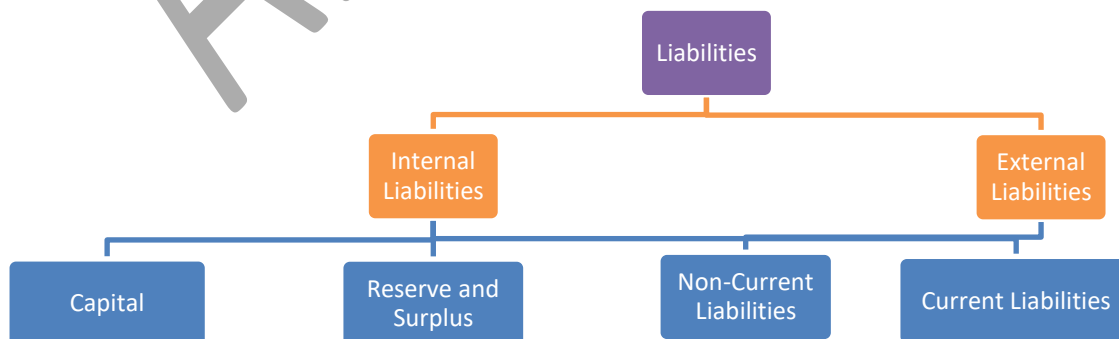 Liabilities
Internal
Liabilities
External
Liabilities
Capital
Reserve and
Surplus
Non-Current
Liabilities
Current Liabilities